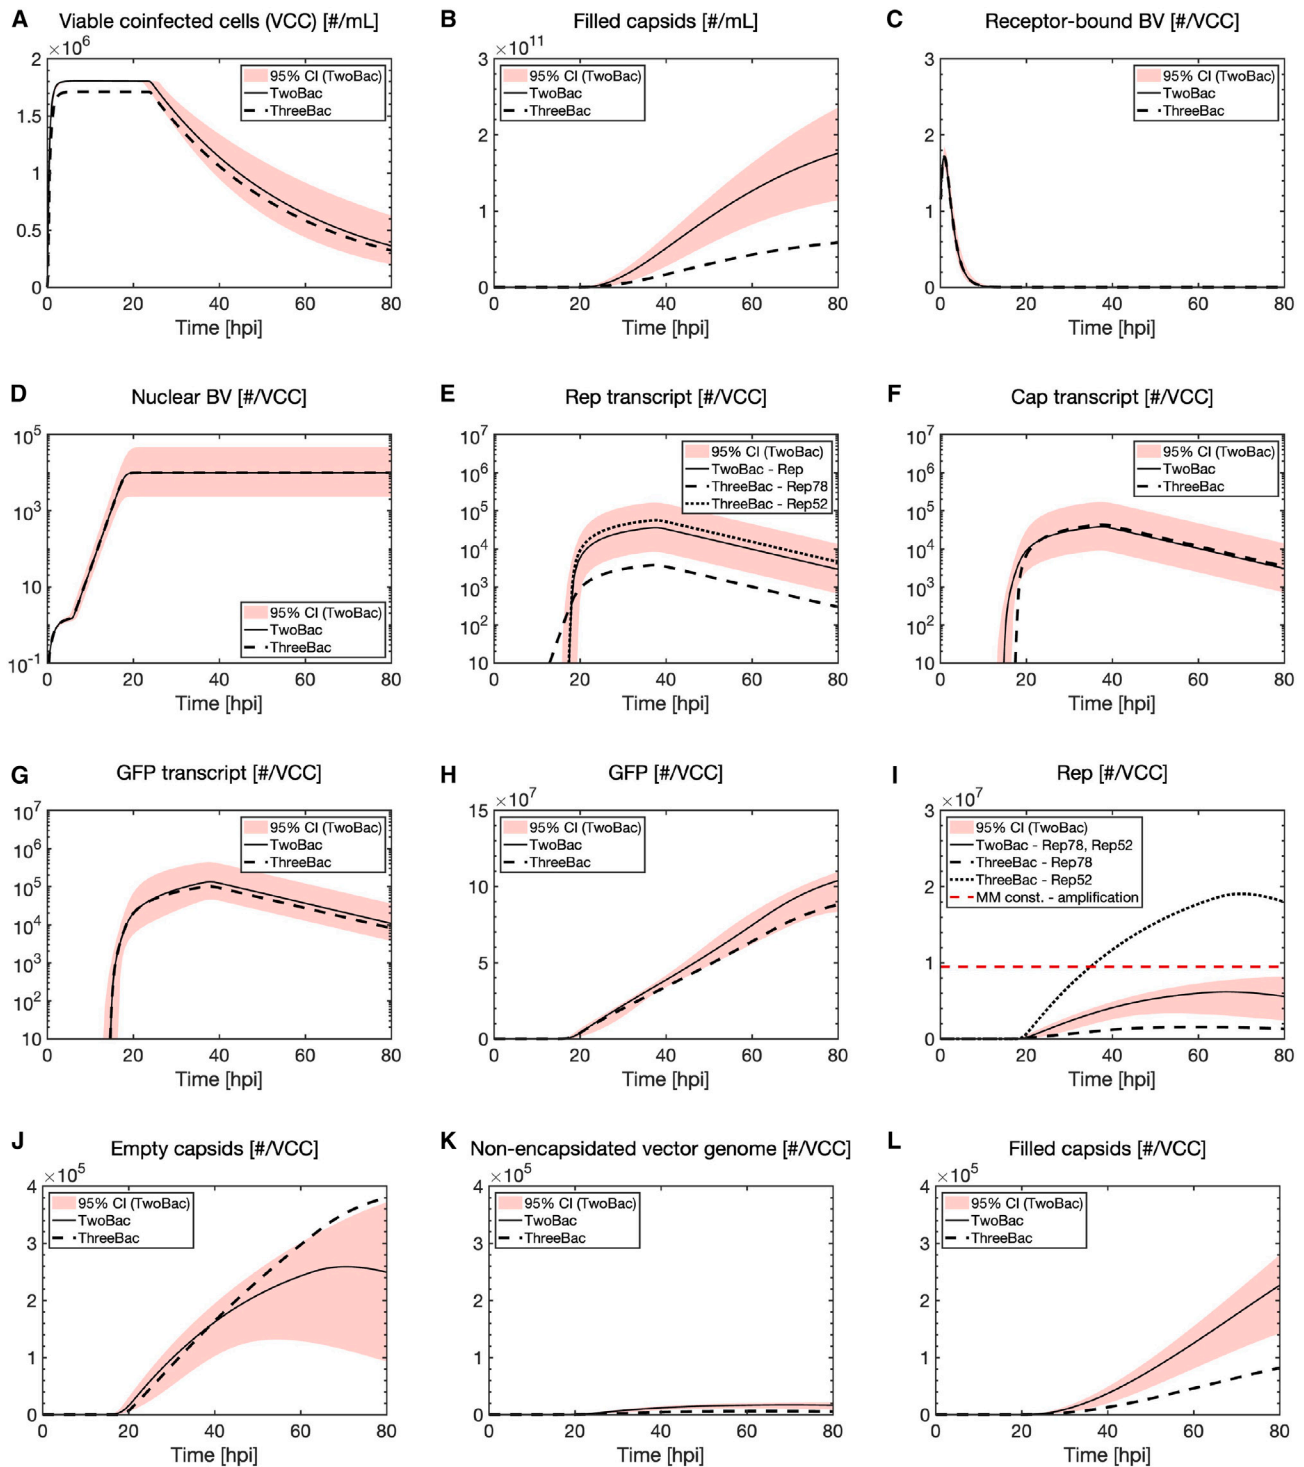 A Viable coinfected cells (VCC) [#/mL]
×10^6
2
1.5
1
0.5
0
0 20 40 60 80
Time [hpi]
95% CI (TwoBac)
TwoBac
ThreeBac
B Filled capsids [#/mL]
×10^11
3
2
1
0
0 20 40 60 80
Time [hpi]
95% CI (TwoBac)
TwoBac
ThreeBac
C Receptor-bound BV [#/VCC]
3
2
1
0
0 20 40 60 80
Time [hpi]
95% CI (TwoBac)
TwoBac
ThreeBac
D Nuclear BV [#/VCC]
10^5
10^3
10
10^-1
0 20 40 60 80
Time [hpi]
95% CI (TwoBac)
TwoBac
ThreeBac
E Rep transcript [#/VCC]
10^7
10^6
10^5
10^4
10^3
10^2
10
0 20 40 60 80
Time [hpi]
95% CI (TwoBac)
TwoBac - Rep
ThreeBac - Rep78
ThreeBac - Rep52
F Cap transcript [#/VCC]
10^7
10^6
10^5
10^4
10^3
10^2
10
0 20 40 60 80
Time [hpi]
95% CI (TwoBac)
TwoBac
ThreeBac
G GFP transcript [#/VCC]
10^7
10^6
10^5
10^4
10^3
10^2
10
0 20 40 60 80
Time [hpi]
95% CI (TwoBac)
TwoBac
ThreeBac
H GFP [#/VCC]
×10^7
15
10
5
0
0 20 40 60 80
Time [hpi]
95% CI (TwoBac)
TwoBac
ThreeBac
I Rep [#/VCC]
×10^7
3
2
1
0
0 20 40 60 80
Time [hpi]
95% CI (TwoBac)
TwoBac - Rep78, Rep52
ThreeBac - Rep78
ThreeBac - Rep52
MM const. - amplification
J Empty capsids [#/VCC]
×10^5
4
3
2
1
0
0 20 40 60 80
Time [hpi]
95% CI (TwoBac)
TwoBac
ThreeBac
K Non-encapsidated vector genome [#/VCC]
×10^5
4
3
2
1
0
0 20 40 60 80
Time [hpi]
95% CI (TwoBac)
TwoBac
ThreeBac
L Filled capsids [#/VCC]
×10^5
4
3
2
1
0
0 20 40 60 80
Time [hpi]
95% CI (TwoBac)
TwoBac
ThreeBac